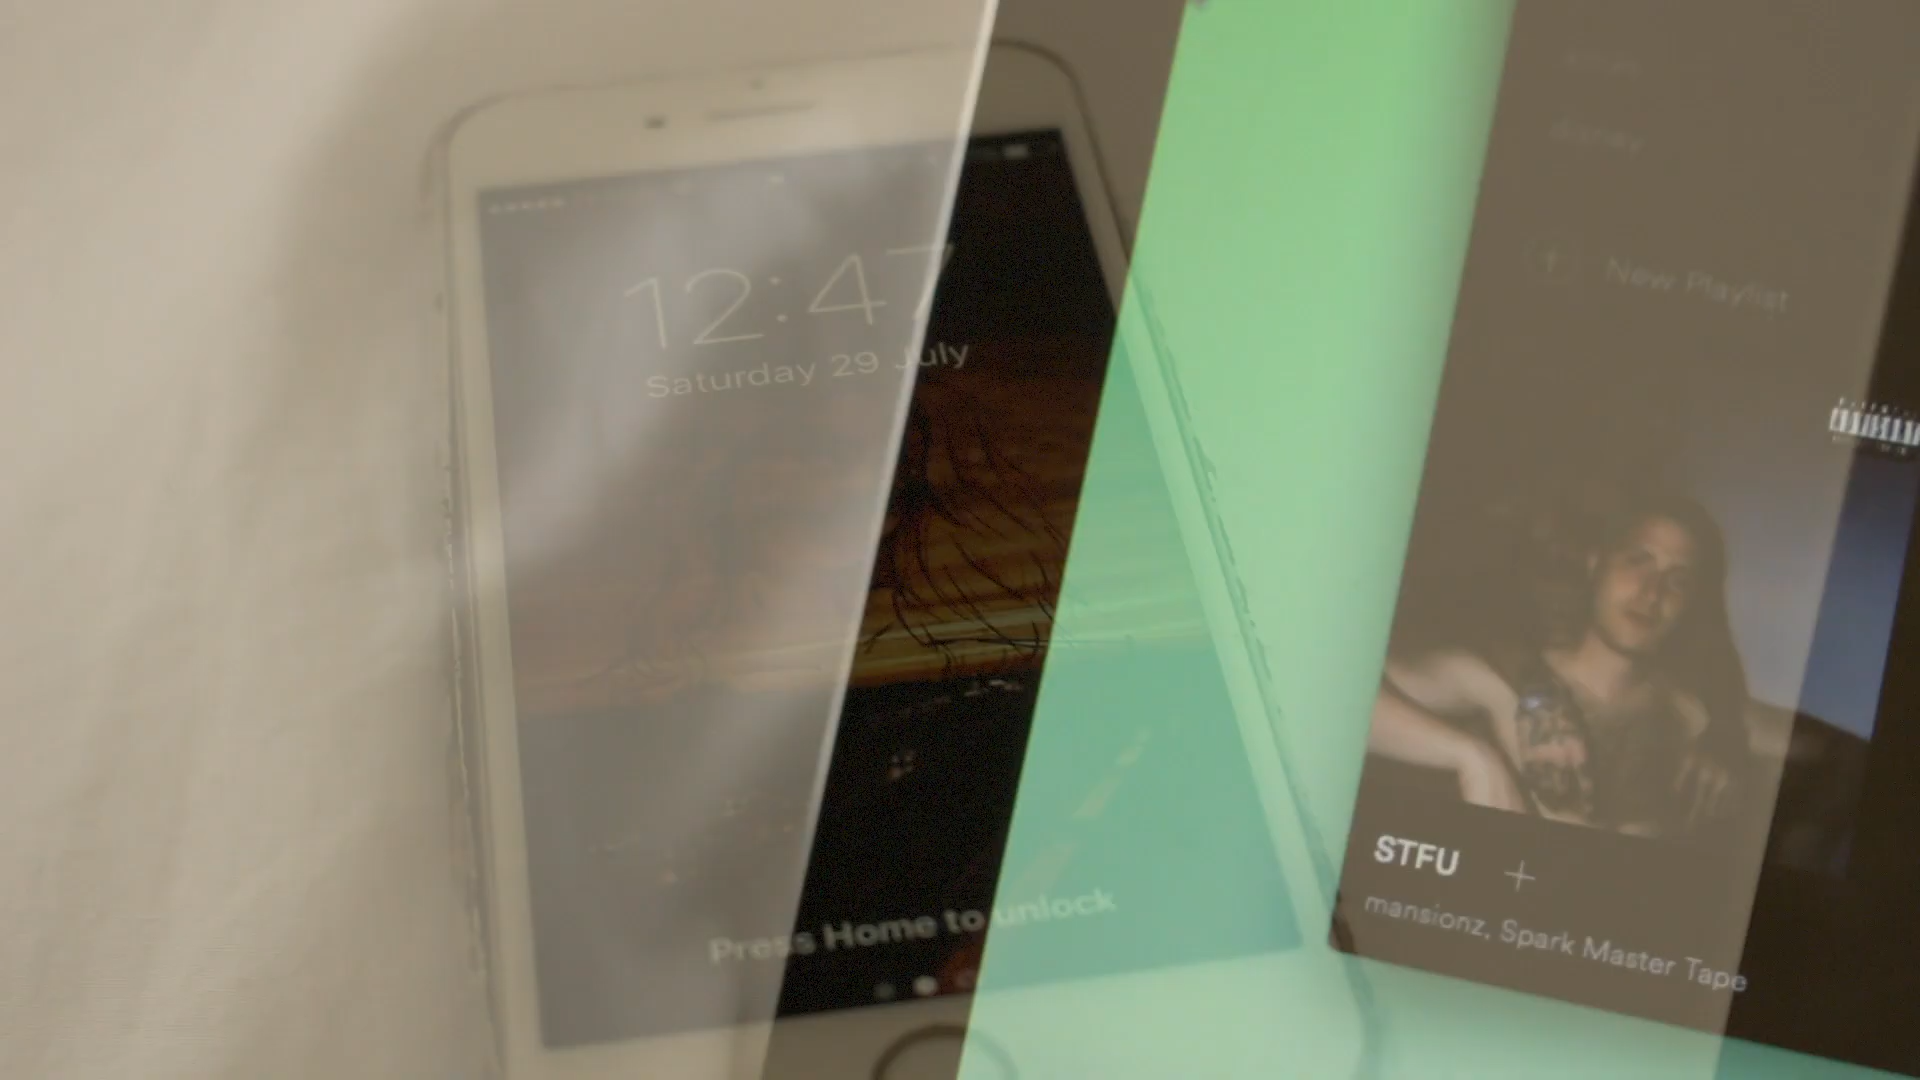 12:47
Saturday 29 July
Press Home to unlock
New Playlist
STFU
mansionz, Spark Master Tape